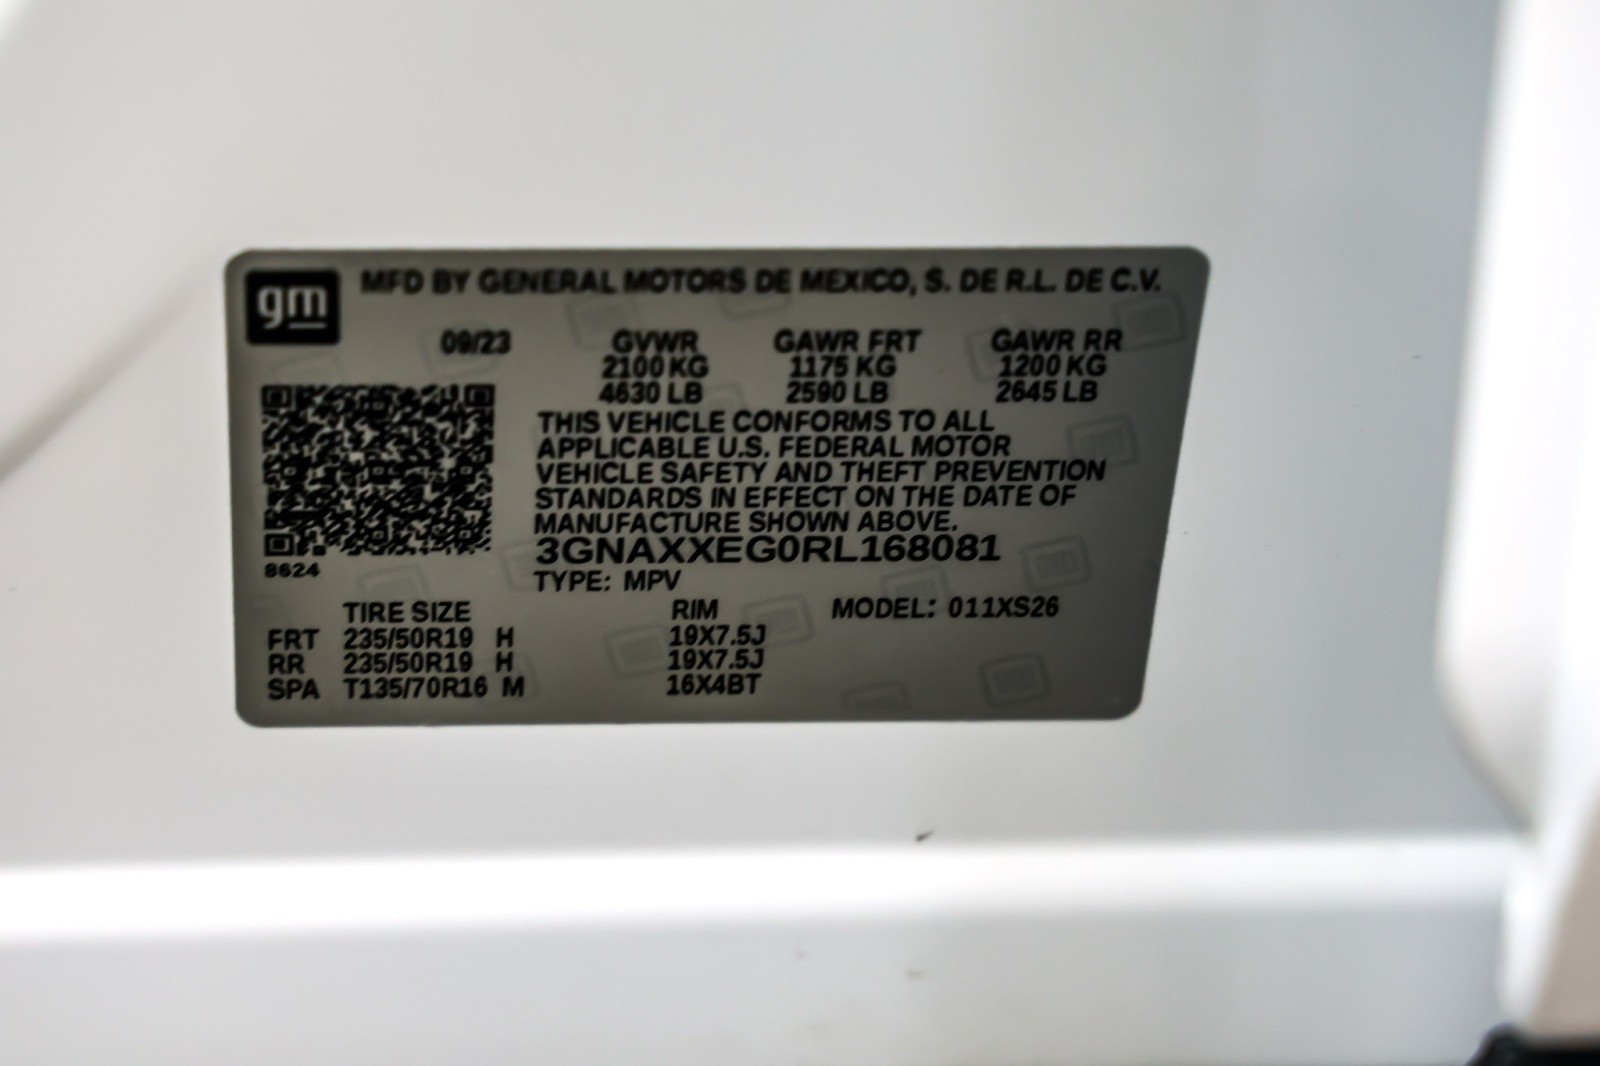 gm MFD BY GENERAL MOTORS DE MEXICO, S. DE R.L. DE C.V.
09/23 GVWR GAWR FRT GAWR RR
2100 KG 1175 KG 1200 KG
4630 LB 2590 LB 2645 LB
THIS VEHICLE CONFORMS TO ALL
APPLICABLE U.S. FEDERAL MOTOR
VEHICLE SAFETY AND THEFT PREVENTION
STANDARDS IN EFFECT ON THE DATE OF
MANUFACTURE SHOWN ABOVE.
3GNAXXEG0RL168081
8624
TYPE: MPV
TIRE SIZE RIM MODEL: 011XS26
FRT 235/50R19 H 19X7.5J
RR 235/50R19 H 19X7.5J
SPA T135/70R16 M 16X4BT